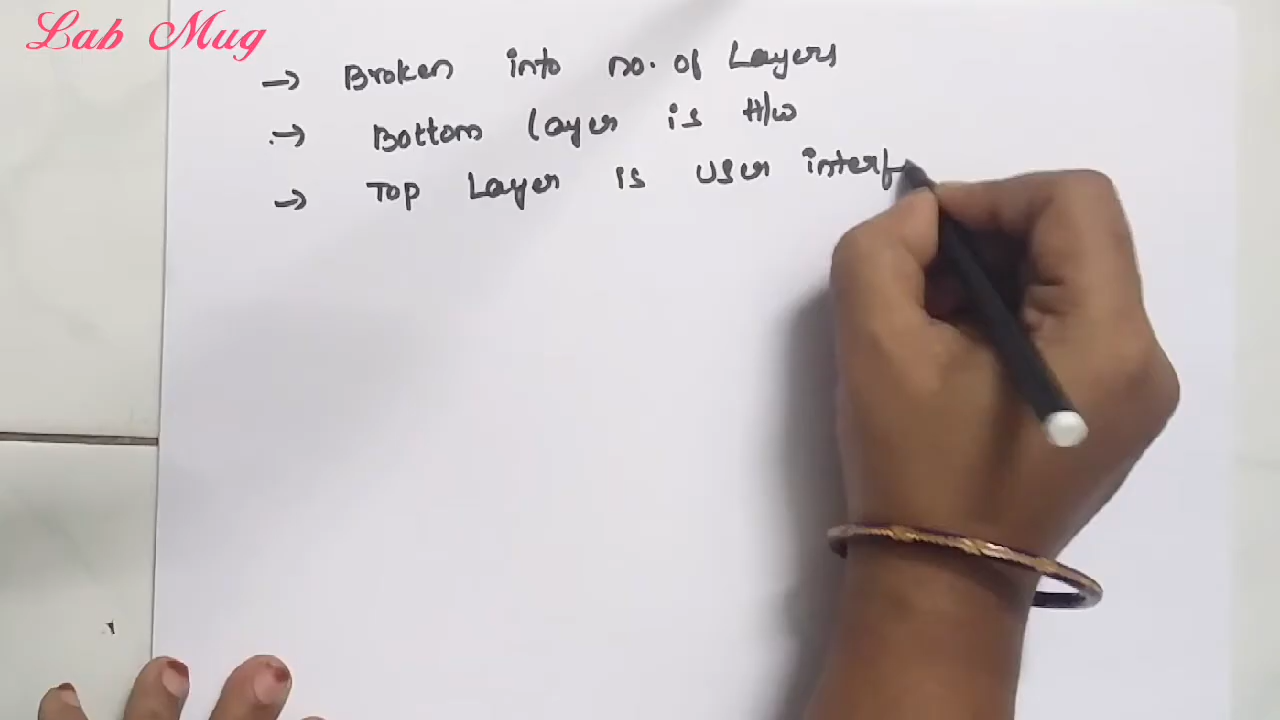 Lab Mug
→ Broken into no. of Layers
→ Bottom layer is H/w
→ Top Layer is user interf